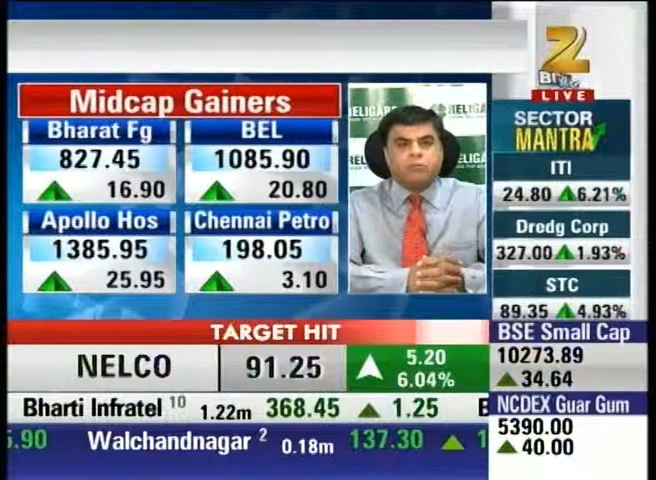 Z
LIVE
Midcap Gainers
Bharat Fg
827.45
16.90
BEL
1085.90
20.80
Apollo Hos
1385.95
25.95
Chennai Petro
198.05
3.10
RELIGARE
RELIG
SECTOR
MANTRA
ITI
24.80 6.21%
Dredg Corp
327.00 1.93%
STC
89.35 4.93%
TARGET HIT
NELCO 91.25 5.20
6.04%
BSE Small Cap
10273.89
34.64
NCDEX Guar Gum
5390.00
40.00
Bharti Infratel 10 1.22m 368.45 1.25 E
5.90 Walchandnagar 2 0.18m 137.30 1